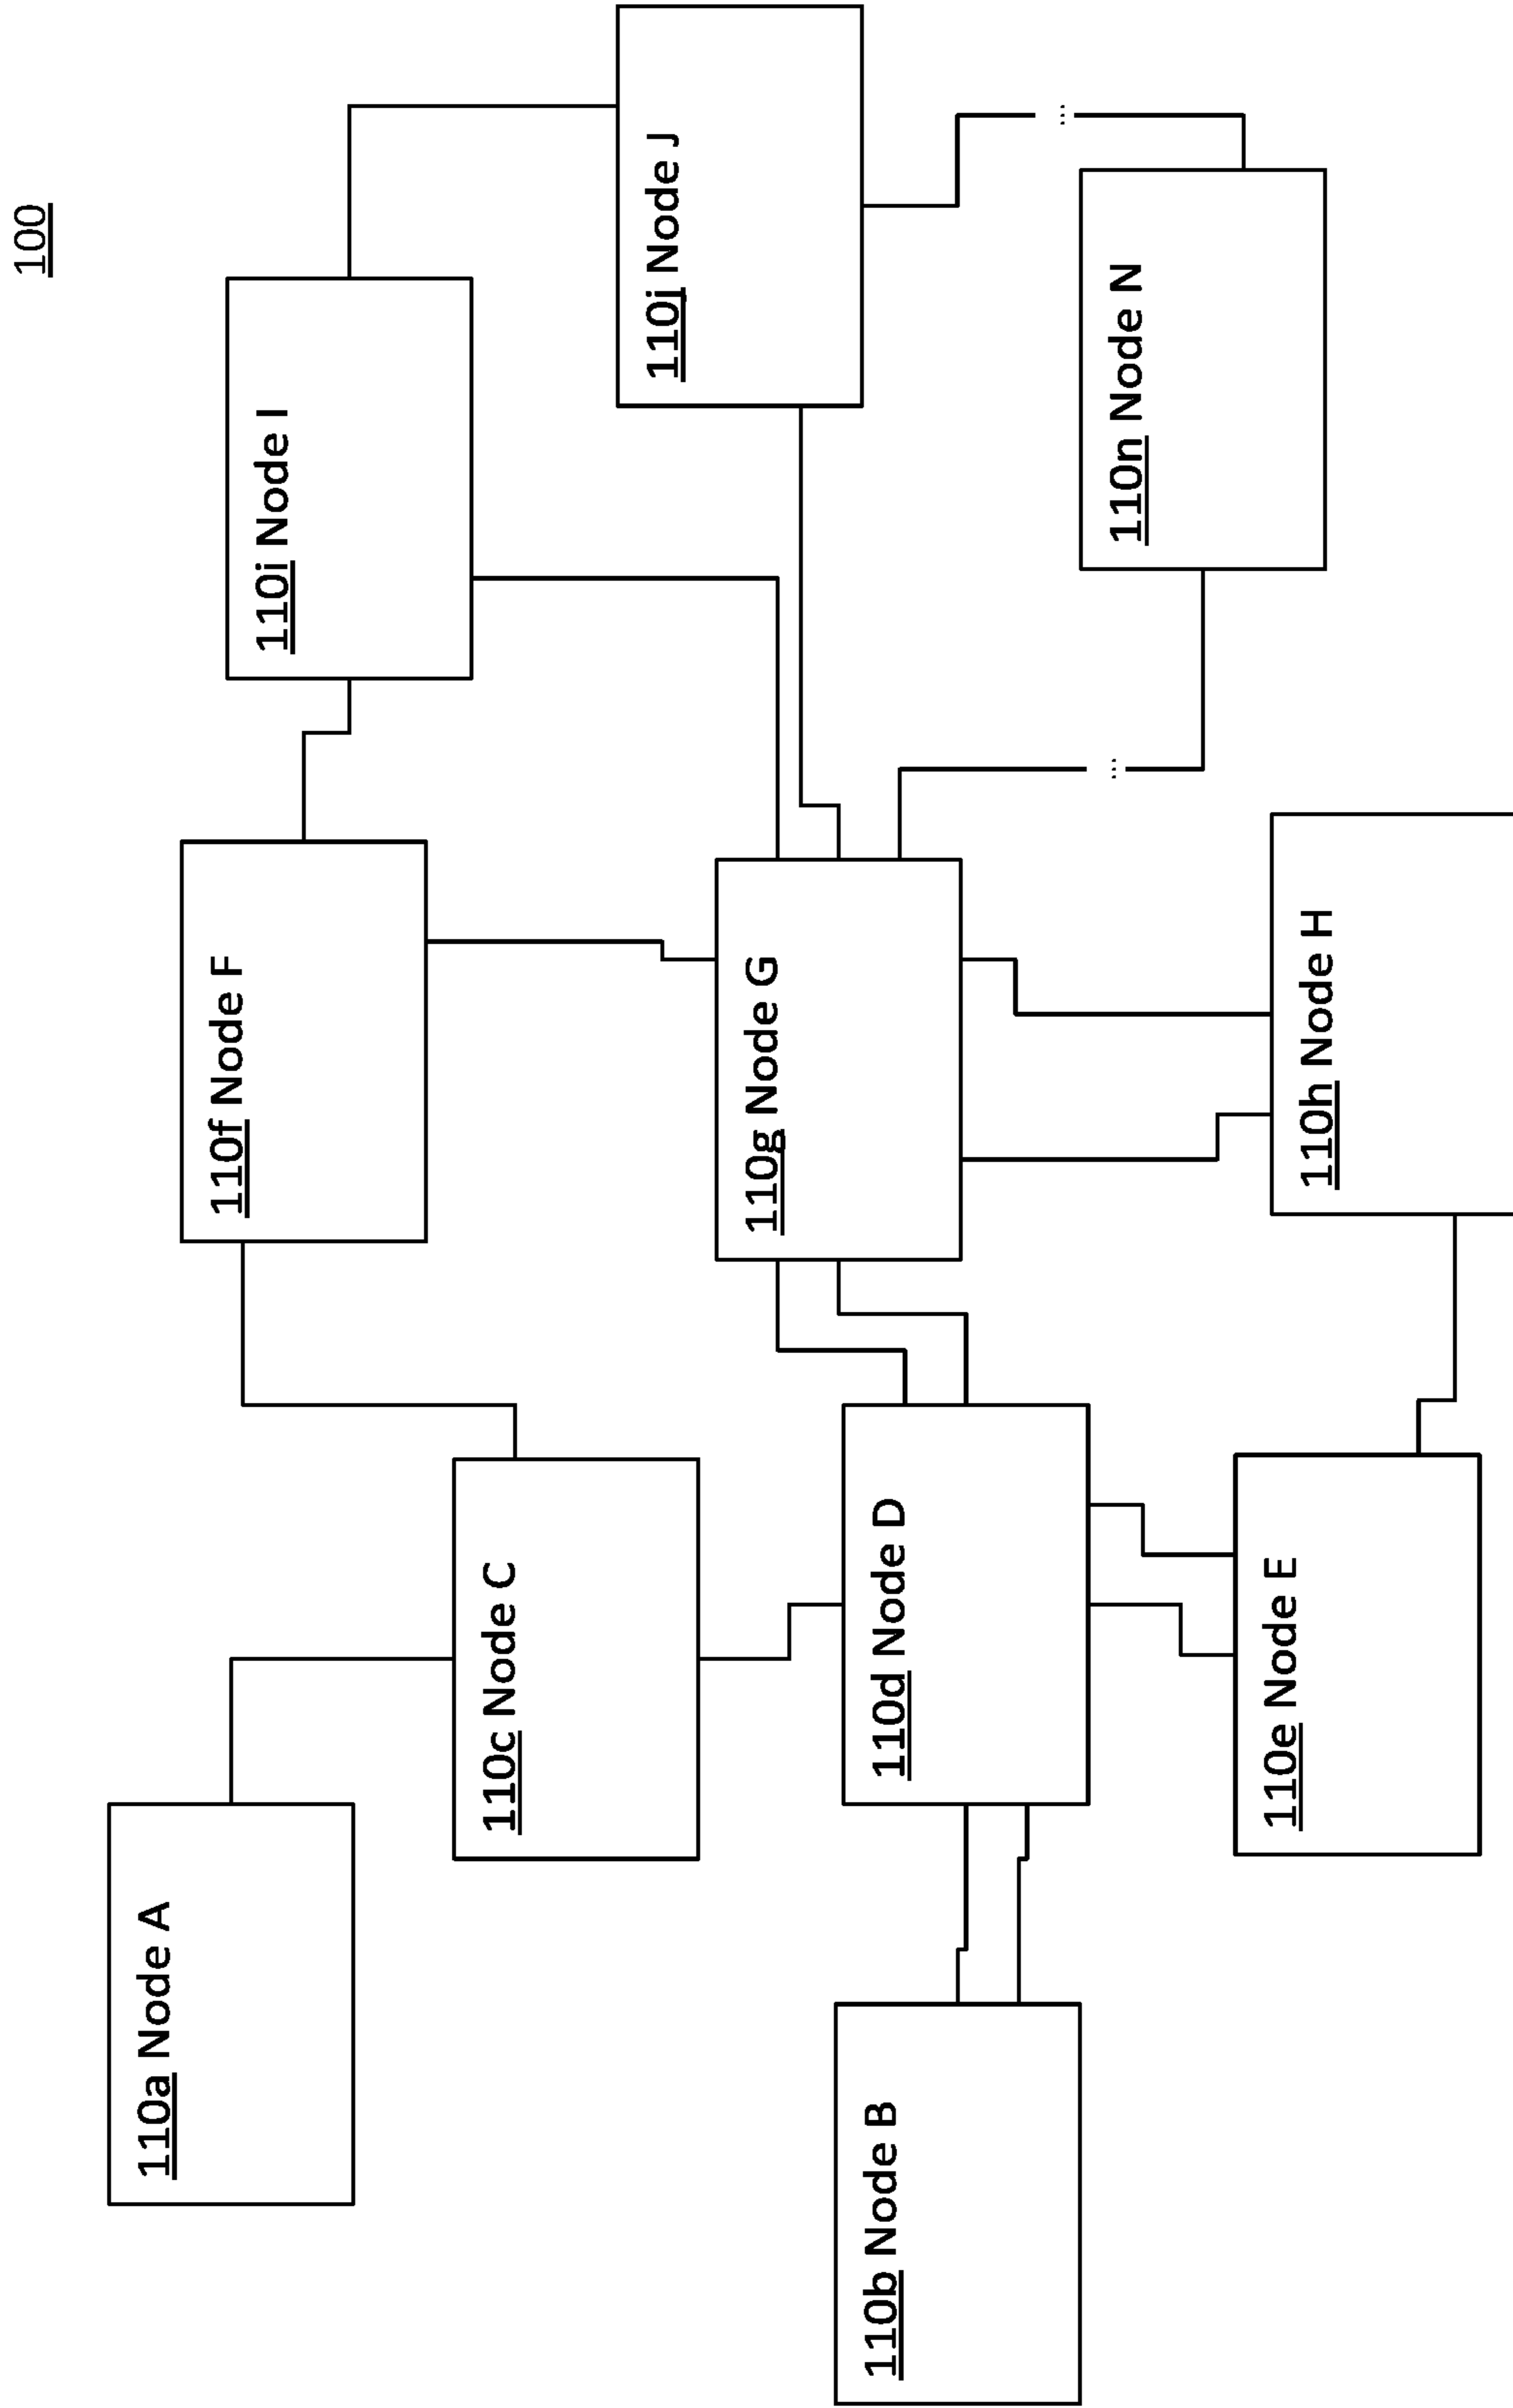 100
110a Node A
110b Node B
110c Node C
110d Node D
110e Node E
110f Node F
110g Node G
110h Node H
110i Node I
110j Node J
110n Node N
...
...